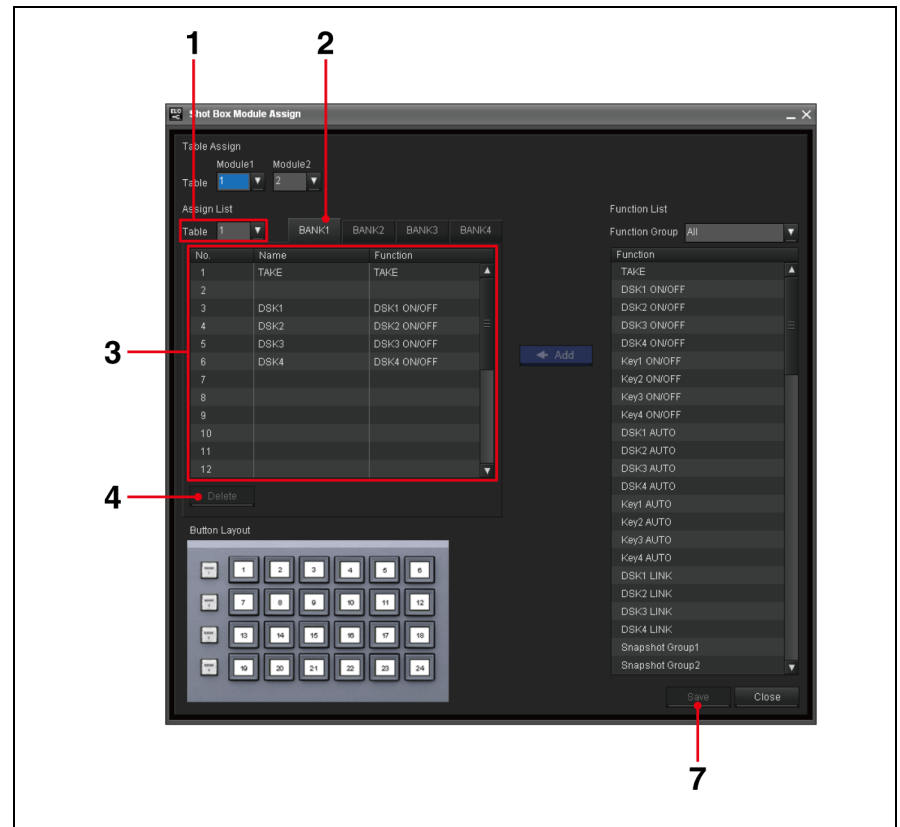 1
2
ELC
Shot Box Module Assign
Table Assign
Module1 Module2
Table 1 2
Assign List
Function List
Table 1 BANK1 BANK2 BANK3 BANK4
Function Group All
No. Name Function
1 TAKE TAKE
2
3 DSK1 DSK1 ON/OFF
4 DSK2 DSK2 ON/OFF
5 DSK3 DSK3 ON/OFF
6 DSK4 DSK4 ON/OFF
7
8
9
10
11
12
3
Add
Function
TAKE
DSK1 ON/OFF
DSK2 ON/OFF
DSK3 ON/OFF
DSK4 ON/OFF
Key1 ON/OFF
Key2 ON/OFF
Key3 ON/OFF
Key4 ON/OFF
DSK1 AUTO
DSK2 AUTO
DSK3 AUTO
DSK4 AUTO
Key1 AUTO
Key2 AUTO
Key3 AUTO
Key4 AUTO
DSK1 LINK
DSK2 LINK
DSK3 LINK
DSK4 LINK
Snapshot Group1
Snapshot Group2
4
Delete
Button Layout
1 2 3 4 5 6
7 8 9 10 11 12
13 14 15 16 17 18
19 20 21 22 23 24
Save Close
7